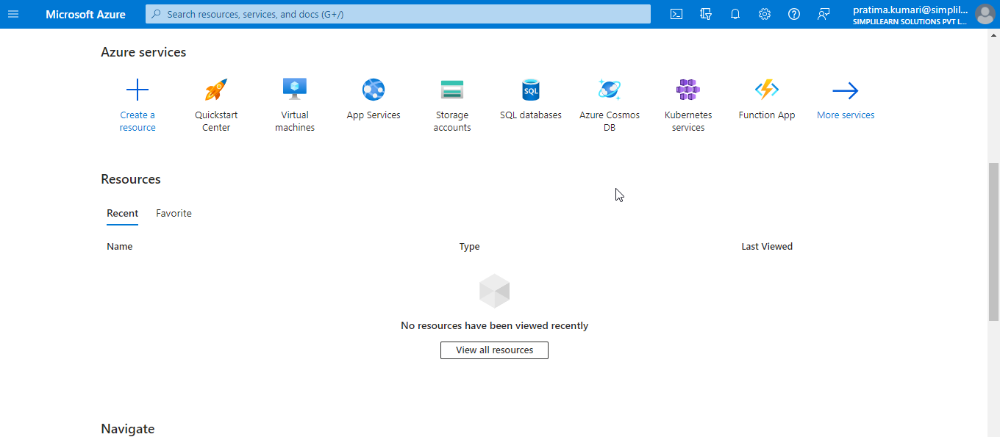 Microsoft Azure
Search resources, services, and docs (G+/)
pratima.kumari@simplil...
SIMPLILEARN SOLUTIONS PVT L...
Azure services
Create a
resource
Quickstart
Center
Virtual
machines
App Services
Storage
accounts
SQL
SQL databases
Azure Cosmos
DB
Kubernetes
services
Function App
More services
Resources
Recent
Favorite
Name
Type
Last Viewed
No resources have been viewed recently
View all resources
Navigate